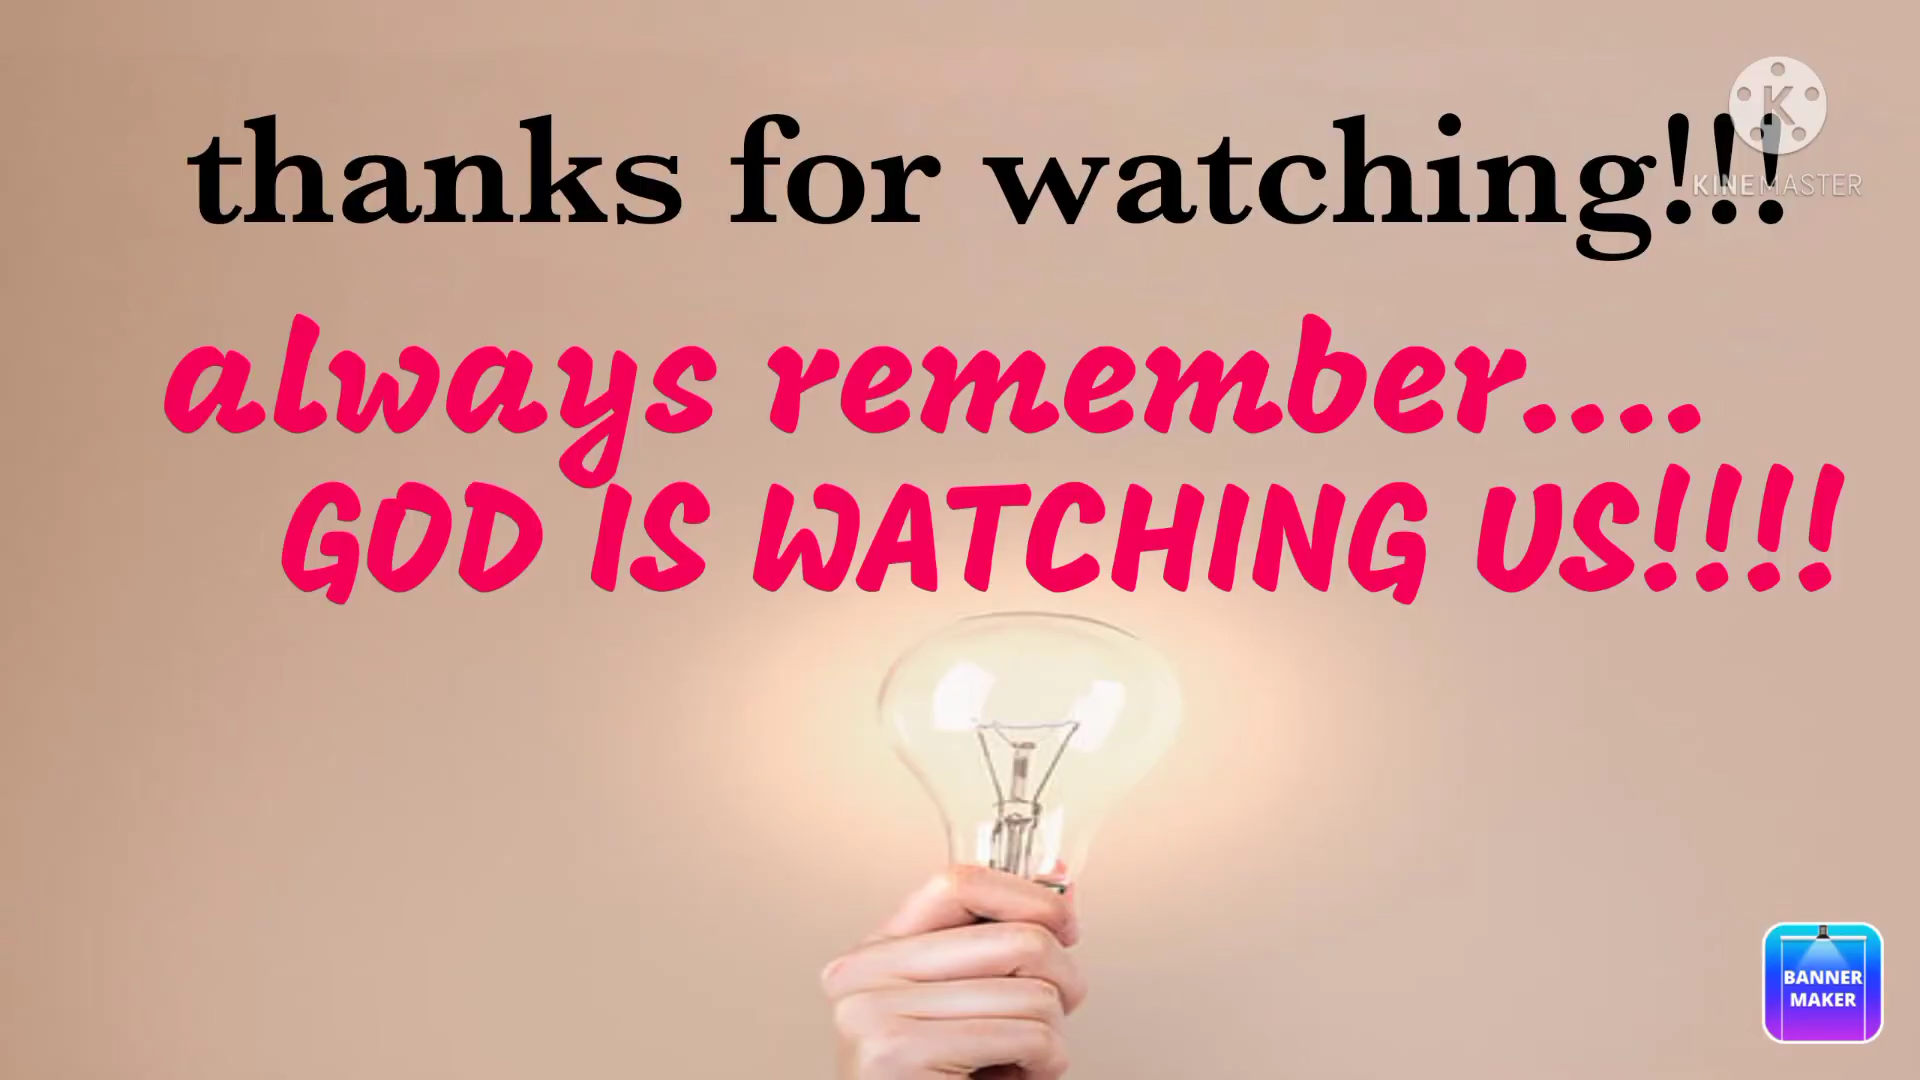 thanks for watching!!!
KINEMASTER
always remember....
GOD IS WATCHING US!!!!
BANNER
MAKER